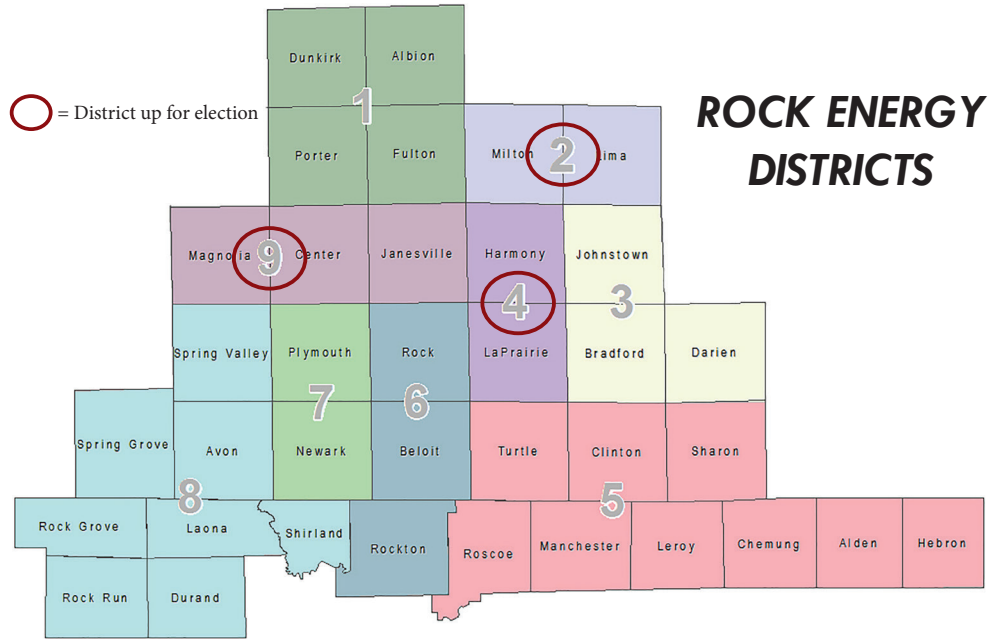 Dunkirk
Albion
= District up for election
1
ROCK ENERGY
DISTRICTS
Porter
Fulton
Milton
2
Lima
Magnolia
9
Center
Janesville
Harmony
Johnstown
4
3
Spring Valley
Plymouth
Rock
LaPrairie
Bradford
Darien
7
6
Spring Grove
Avon
Newark
Beloit
Turtle
Clinton
Sharon
8
5
Rock Grove
Laona
Shirland
Rockton
Roscoe
Manchester
Leroy
Chemung
Alden
Hebron
Rock Run
Durand